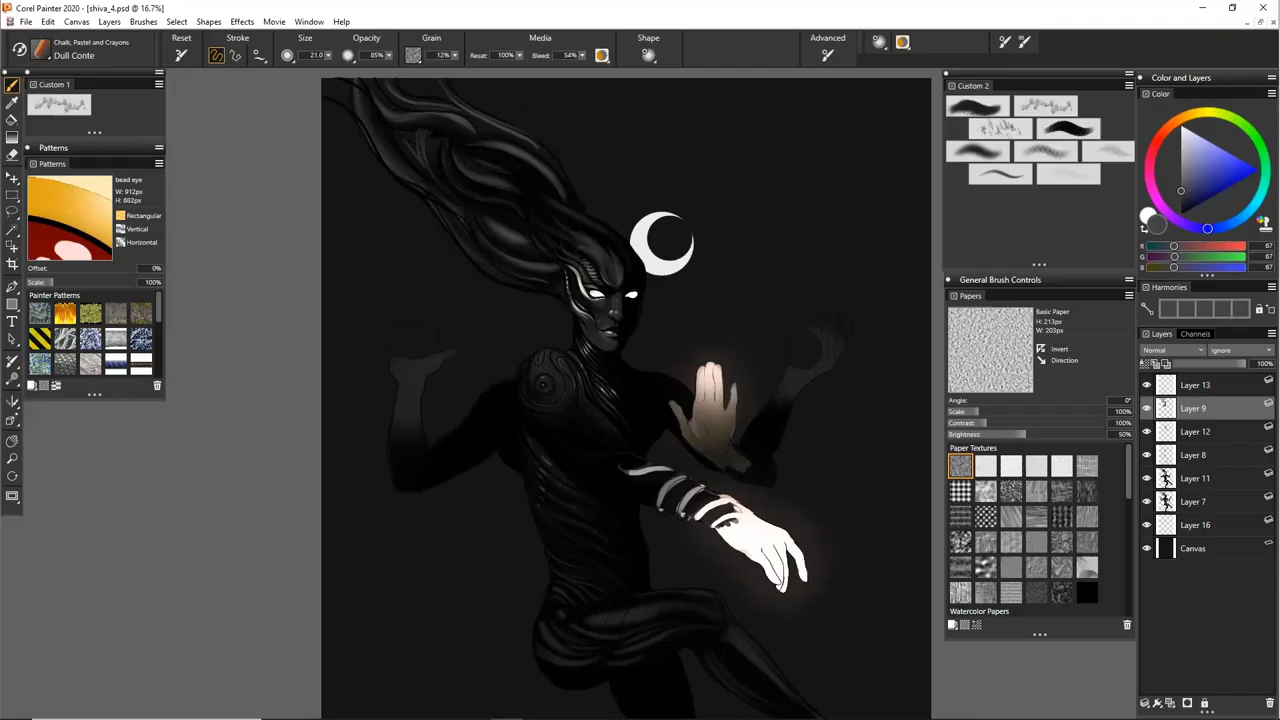 Corel Painter 2020 - [shiva_4.psd @ 16.7%]
File Edit Canvas Layers Brushes Select Shapes Effects Movie Window Help
Reset Stroke Size Opacity Grain Media Shape Advanced
Chalk, Pastel and Crayons
Dull Conte
21.0 85% 12% Resat: 100% Bleed: 54%
Custom 1
Patterns
Patterns
bead eye
W: 912px
H: 682px
Rectangular
Vertical
Horizontal
Offset: 0%
Scale: 100%
Painter Patterns
Custom 2
General Brush Controls
Papers
Basic Paper
H: 213px
W: 203px
Invert
Direction
Angle: 0°
Scale: 100%
Contrast: 100%
Brightness: 50%
Paper Textures
Watercolor Papers
Color and Layers
Color
R 67
G 67
B 67
Harmonies
Layers Channels
Normal Ignore
100%
Layer 13
Layer 9
Layer 12
Layer 8
Layer 11
Layer 7
Layer 16
Canvas